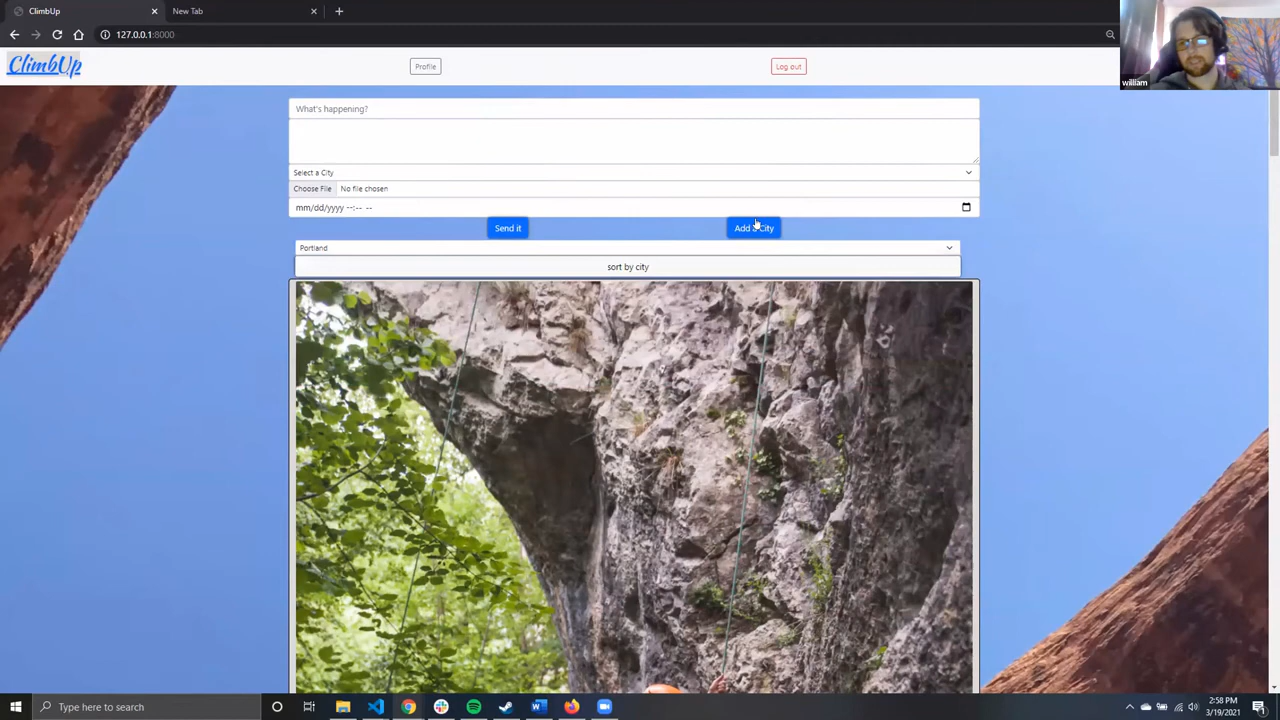 ClimbUp
New Tab
127.0.0.1:8000
ClimbUp
Profile
Log out
william
What's happening?
Select a City
Choose File No file chosen
mm/dd/yyyy --:-- --
Send it
Add a City
Portland
sort by city
Type here to search
2:58 PM
3/19/2021